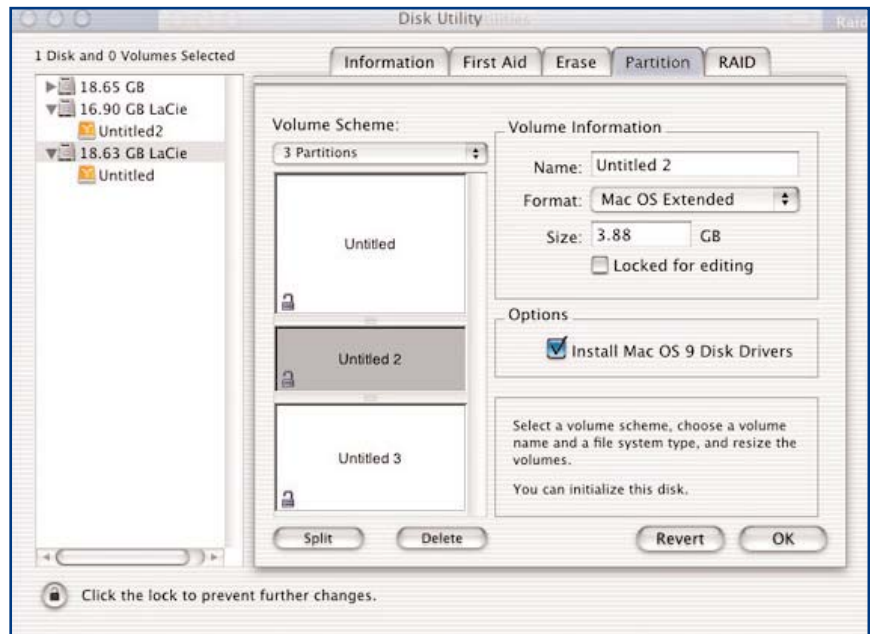 Disk Utility
Raid
1 Disk and 0 Volumes Selected
18.65 GB
16.90 GB LaCie
Untitled2
18.63 GB LaCie
Untitled
Information
First Aid
Erase
Partition
RAID
Volume Scheme:
3 Partitions
Untitled
Untitled 2
Untitled 3
Split
Delete
Volume Information
Name: Untitled 2
Format: Mac OS Extended
Size: 3.88 GB
Locked for editing
Options
Install Mac OS 9 Disk Drivers
Select a volume scheme, choose a volume
name and a file system type, and resize the
volumes.
You can initialize this disk.
Revert
OK
Click the lock to prevent further changes.